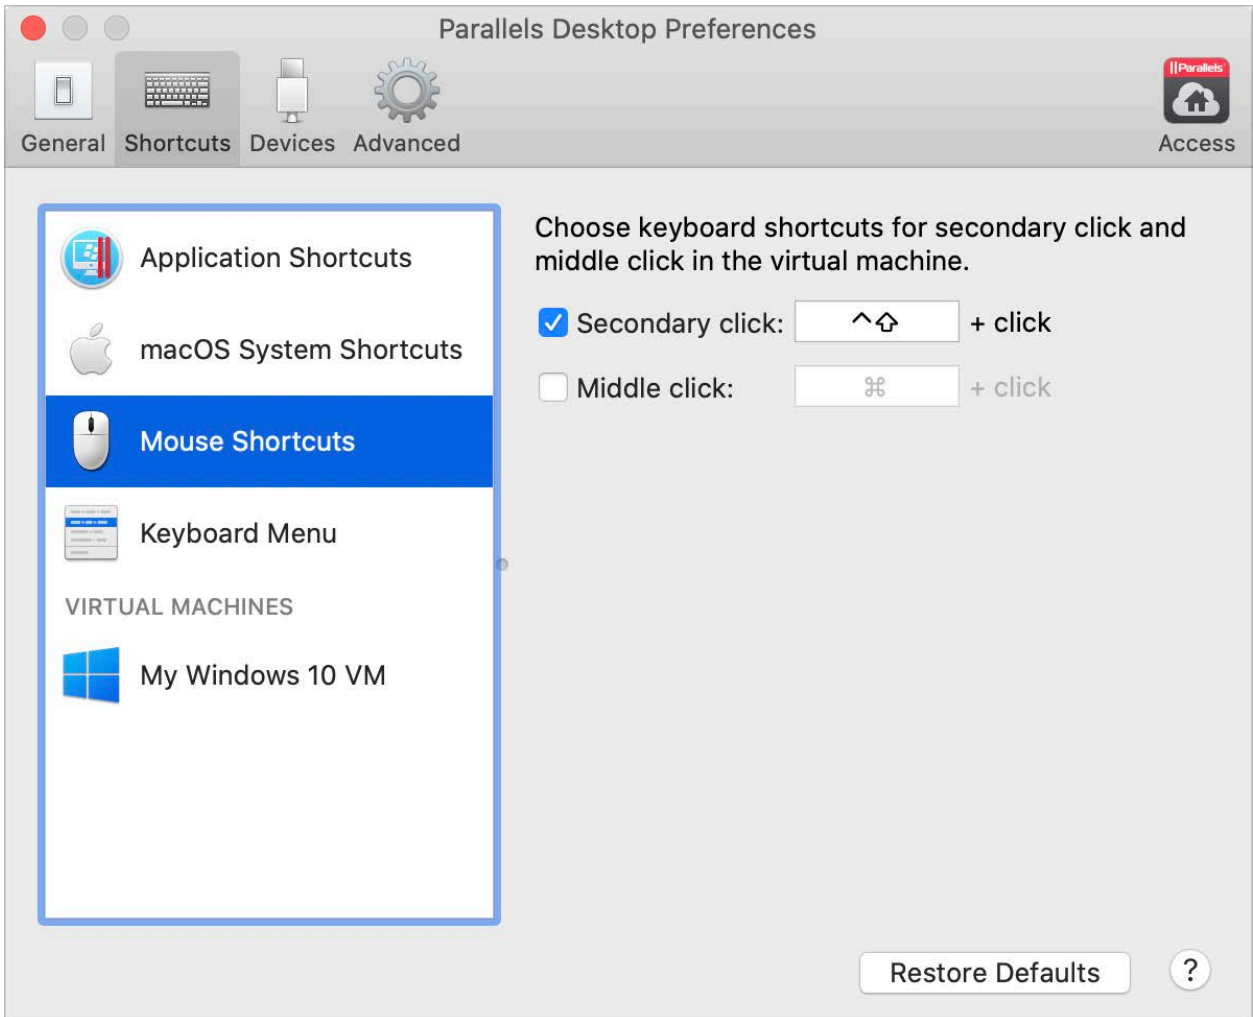 Parallels Desktop Preferences
General
Shortcuts
Devices
Advanced
||Parallels
Access
Application Shortcuts
macOS System Shortcuts
Mouse Shortcuts
Keyboard Menu
VIRTUAL MACHINES
My Windows 10 VM
Choose keyboard shortcuts for secondary click and
middle click in the virtual machine.
Secondary click: ^⇧ + click
Middle click: ⌘ + click
Restore Defaults
?